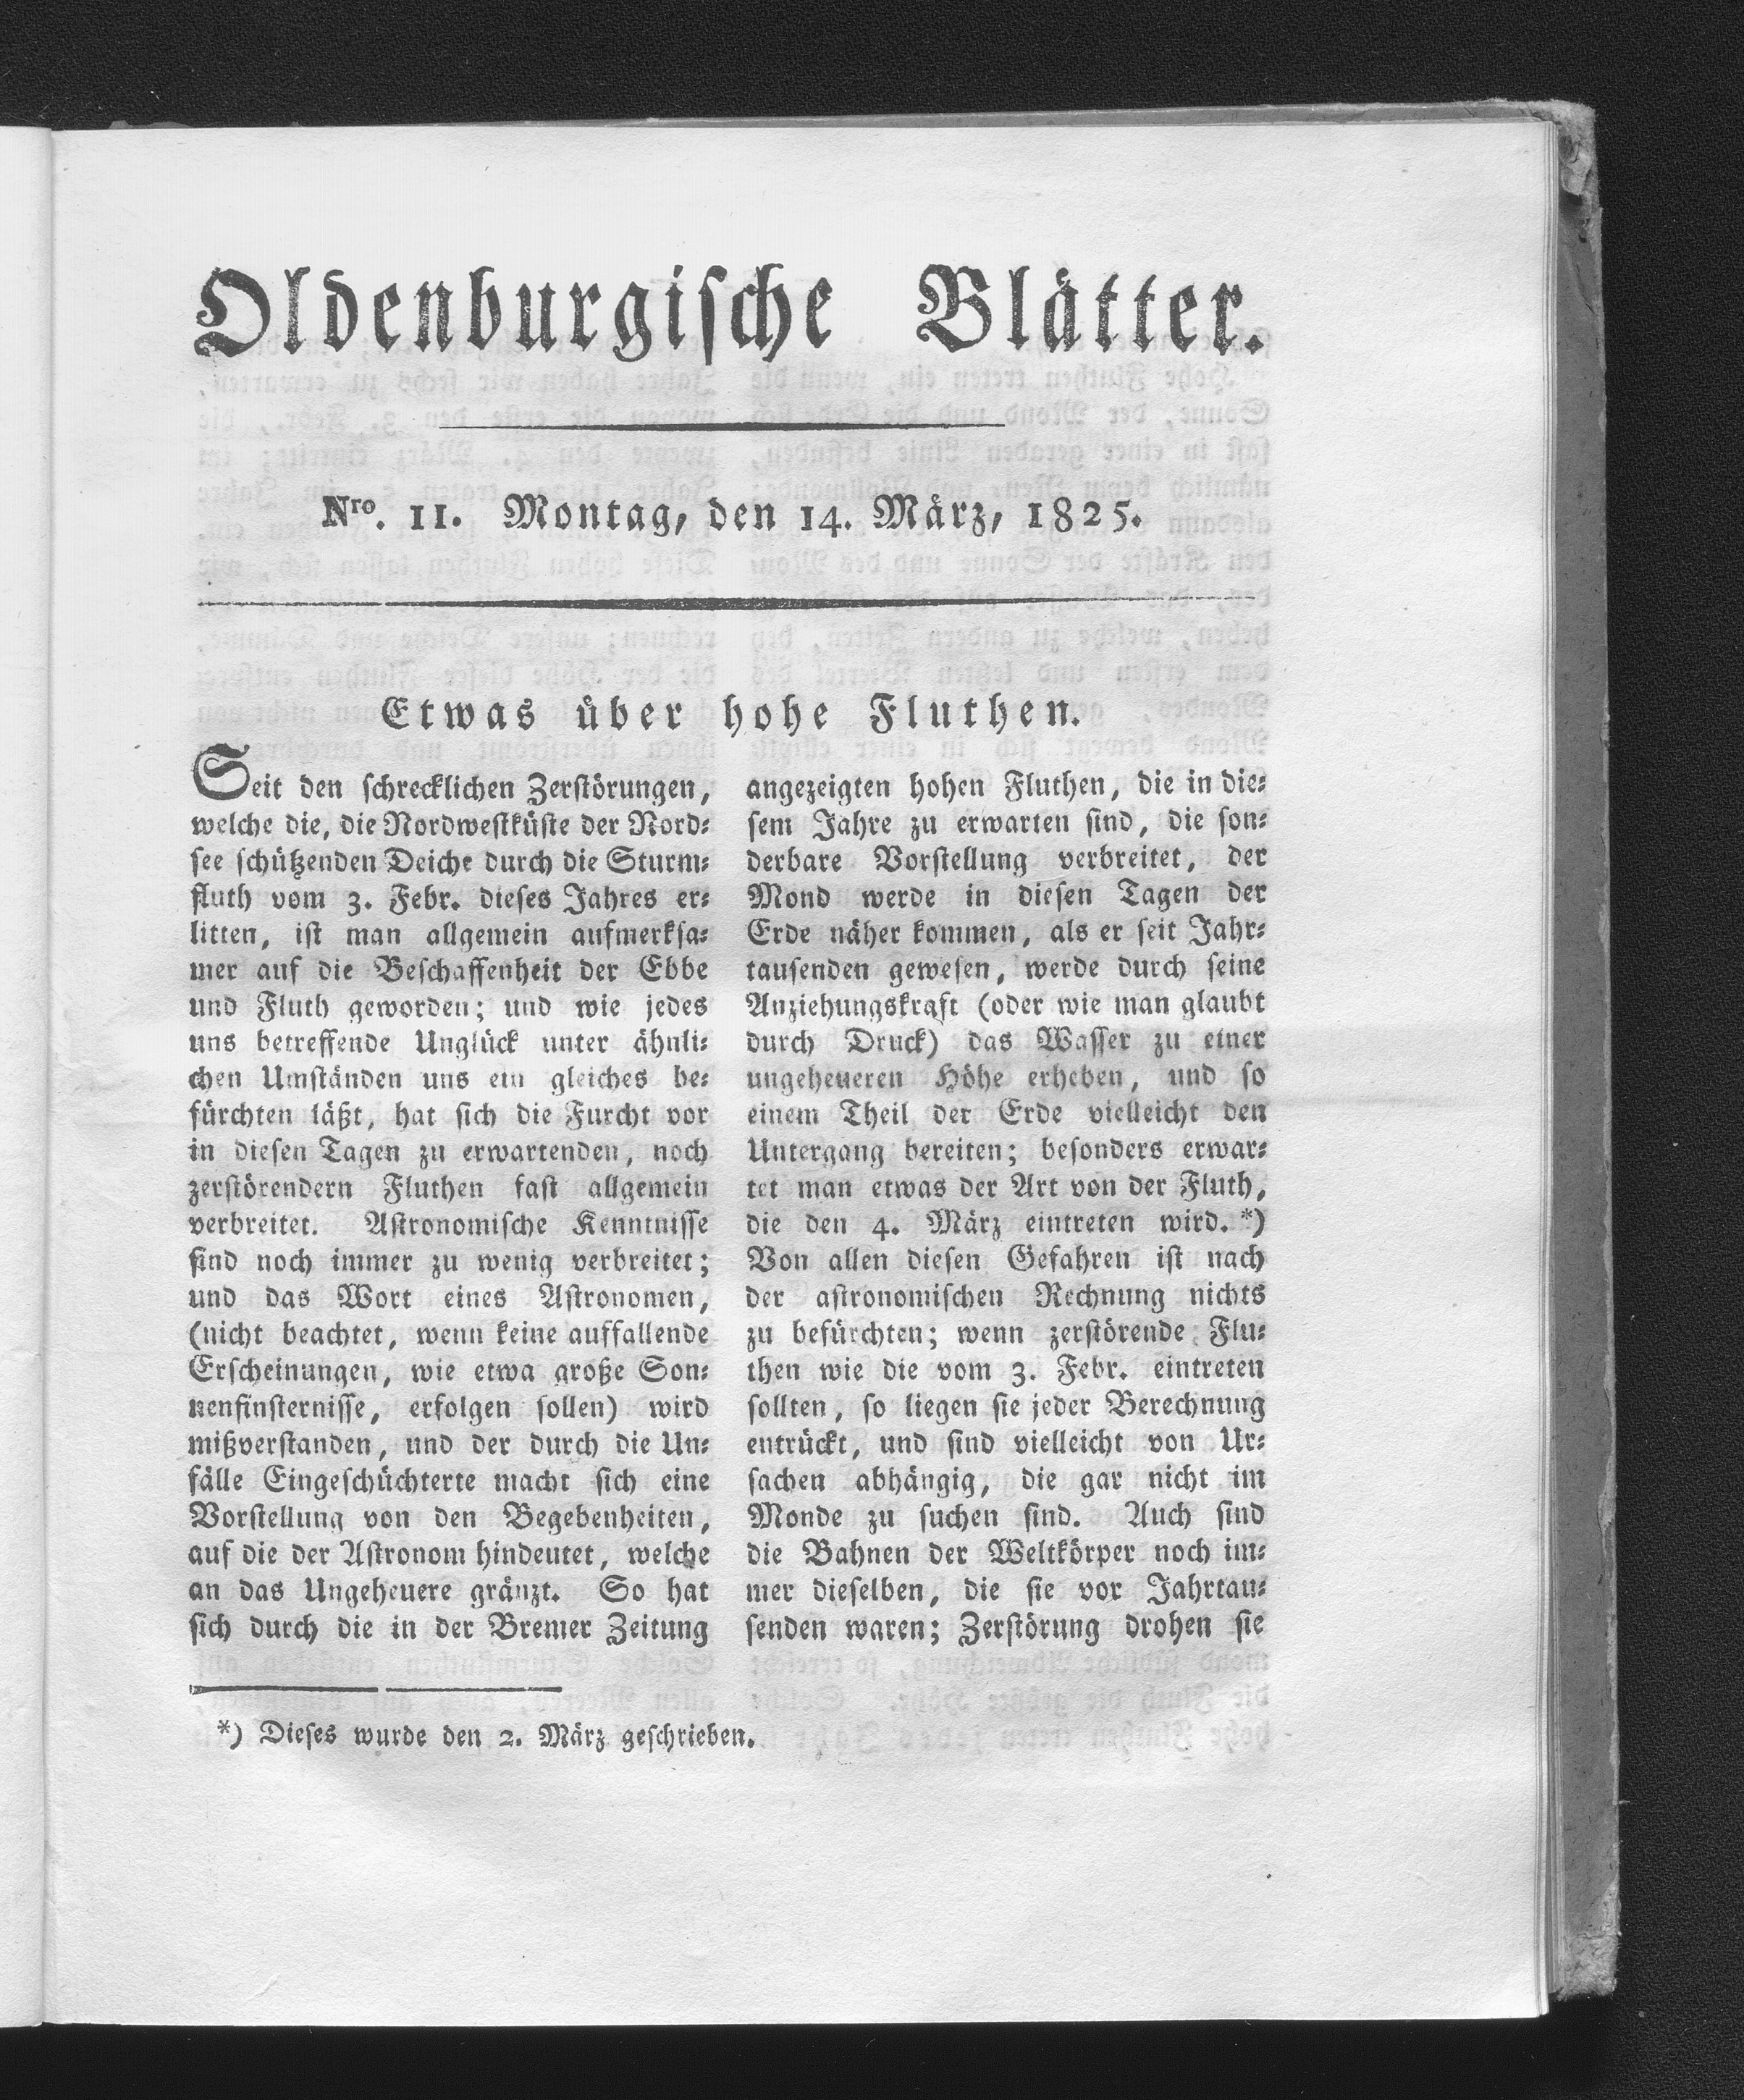 Oldenburgische Blätter.
Nro. 11. Montag, den 14. März, 1825.
Etwas über hohe Fluthen.
Seit den schrecklichen Zerstörungen,
welche die, die Nordwestküste der Nord-
see schützenden Deiche durch die Sturm-
fluth vom 3. Febr. dieses Jahres er-
litten, ist man allgemein aufmerksa-
mer auf die Beschaffenheit der Ebbe
und Fluth geworden; und wie jedes
uns betreffende Unglück unter ähnli-
chen Umständen uns ein gleiches be-
fürchten läßt, hat sich die Furcht vor
in diesen Tagen zu erwartenden, noch
zerstörendern Fluthen fast allgemein
verbreitet. Astronomische Kenntnisse
sind noch immer zu wenig verbreitet;
und das Wort eines Astronomen,
(nicht beachtet, wenn keine auffallende
Erscheinungen, wie etwa große Son-
nenfinsternisse, erfolgen sollen) wird
mißverstanden, und der durch die Un-
fälle Eingeschüchterte macht sich eine
Vorstellung von den Begebenheiten,
auf die der Astronom hindeutet, welche
an das Ungeheuere gränzt. So hat
sich durch die in der Bremer Zeitung
angezeigten hohen Fluthen, die in die-
sem Jahre zu erwarten sind, die son-
derbare Vorstellung verbreitet, der
Mond werde in diesen Tagen der
Erde näher kommen, als er seit Jahr-
tausenden gewesen, werde durch seine
Anziehungskraft (oder wie man glaubt
durch Druck) das Wasser zu einer
ungeheueren Höhe erheben, und so
einem Theil der Erde vielleicht den
Untergang bereiten; besonders erwar-
tet man etwas der Art von der Fluth,
die den 4. März eintreten wird. *)
Von allen diesen Gefahren ist nach
der astronomischen Rechnung nichts
zu befürchten; wenn zerstörende Flu-
then wie die vom 3. Febr. eintreten
sollten, so liegen sie jeder Berechnung
entrückt, und sind vielleicht von Ur-
sachen abhängig, die gar nicht im
Monde zu suchen sind. Auch sind
die Bahnen der Weltkörper noch im-
mer dieselben, die sie vor Jahrtau-
senden waren; Zerstörung drohen sie
*) Dieses wurde den 2. März geschrieben.